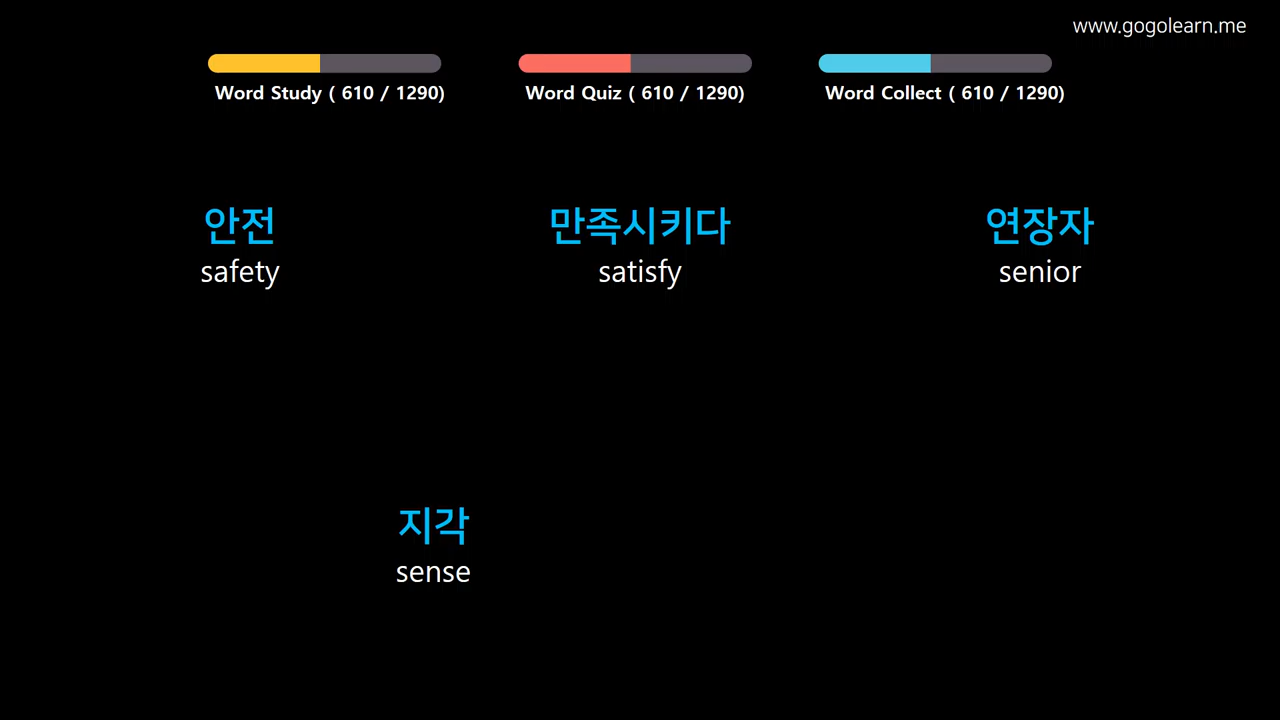 www.gogolearn.me
Word Study ( 610 / 1290)
Word Quiz ( 610 / 1290)
Word Collect ( 610 / 1290)
안전
safety
만족시키다
satisfy
연장자
senior
지각
sense